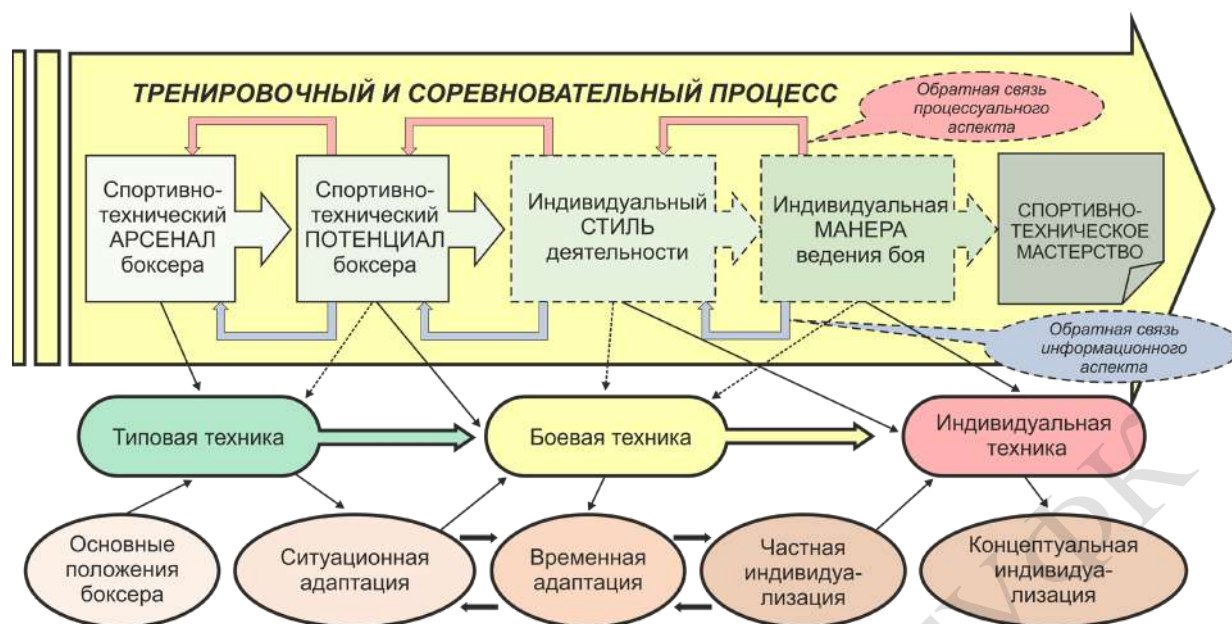 ТРЕНИРОВОЧНЫЙ И СОРЕВНОВАТЕЛЬНЫЙ ПРОЦЕСС
Обратная связь
процессуального
аспекта
Спортивно-
технический
АРСЕНАЛ
боксера
Спортивно-
технический
ПОТЕНЦИАЛ
боксера
Индивидуальный
СТИЛЬ
деятельности
Индивидуальная
МАНЕРА
ведения боя
СПОРТИВНО-
ТЕХНИЧЕСКОЕ
МАСТЕРСТВО
Обратная связь
информационного
аспекта
Типовая техника
Боевая техника
Индивидуальная
техника
Основные
положения
боксера
Ситуационная
адаптация
Временная
адаптация
Частная
индивидуа-
лизация
Концептуальная
индивидуа-
лизация